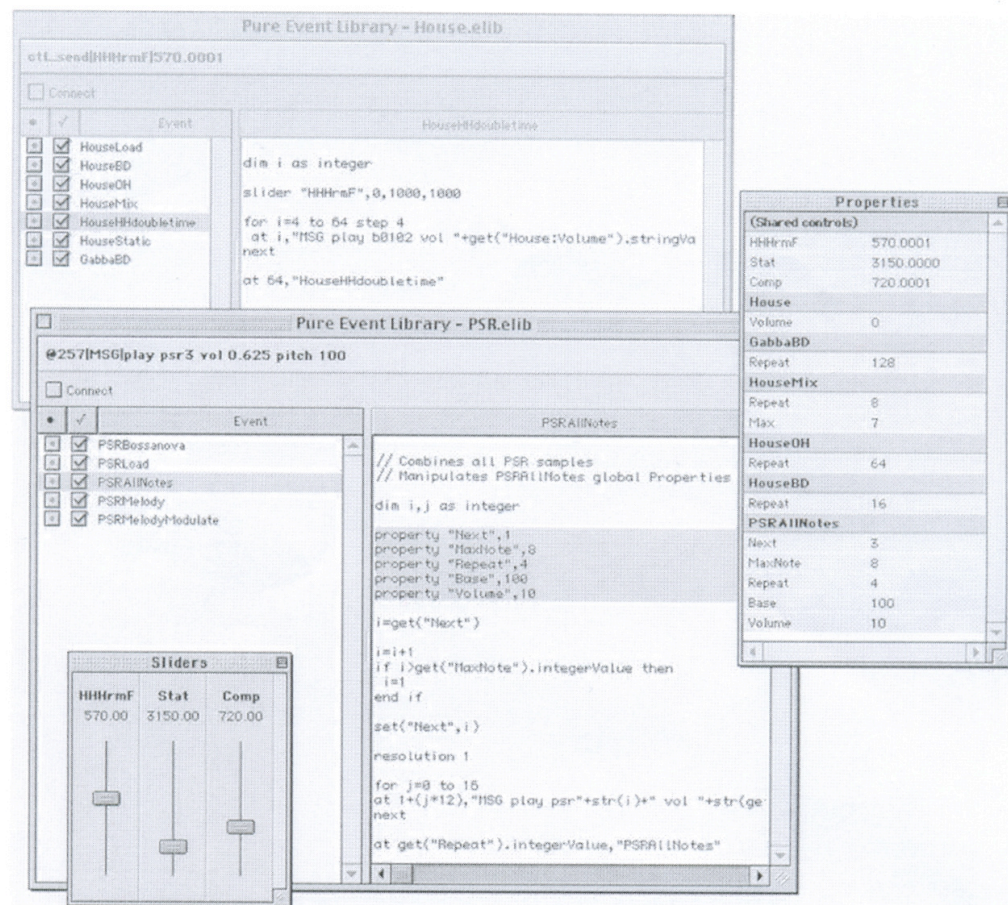 Pure Event Library - House.elib
ctl_send|HHHrmF|570.0001
Connect
Event
HouseHHdoubletime
HouseLoad
HouseBD
HouseOH
HouseMix
HouseHHdoubletime
HouseStatic
GabbaBD
dim i as integer
slider "HHHrmF",0,1000,1000
for i=4 to 64 step 4
at i,"MSG play b0102 vol "+get("House:Volume").stringVa
next
at 64,"HouseHHdoubletime"
Pure Event Library - PSR.elib
@257|MSG|play psr3 vol 0.625 pitch 100
Connect
Event
PSRAllNotes
PSRBossanova
PSRLoad
PSRAllNotes
PSRMelody
PSRMelodyModulate
// Combines all PSR samples
// Manipulates PSRAllNotes global Properties
dim i,j as integer
property "Next",1
property "MaxNote",8
property "Repeat",4
property "Base",100
property "Volume",10
i=get("Next")
i=i+1
if i>get("MaxNote").integerValue then
i=1
end if
set("Next",i)
resolution 1
for j=0 to 15
at 1+(j*12),"MSG play psr"+str(i)+" vol "+str(ge
next
at get("Repeat").integerValue,"PSRAllNotes"
Sliders
HHHrmF Stat Comp
570.00 3150.00 720.00
Properties
(Shared controls)
HHHrmF 570.0001
Stat 3150.0000
Comp 720.0001
House
Volume 0
GabbaBD
Repeat 128
HouseMix
Repeat 8
Max 7
HouseOH
Repeat 64
HouseBD
Repeat 16
PSRAllNotes
Next 3
MaxNote 8
Repeat 4
Base 100
Volume 10